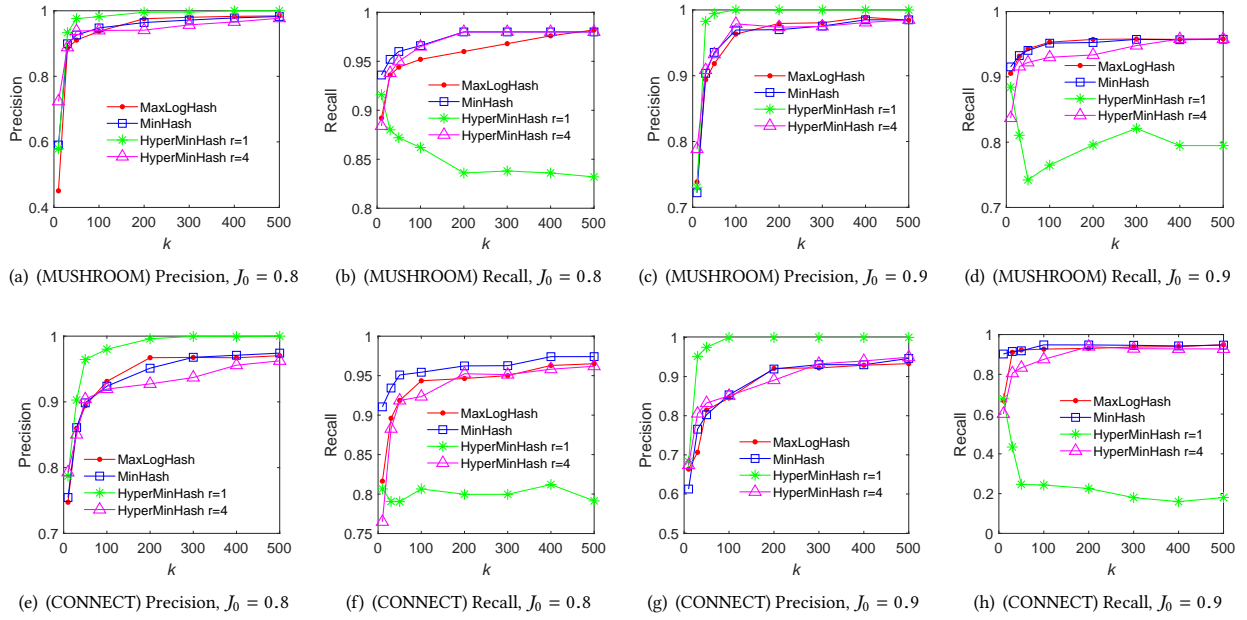 1
0.8
0.6
0.4
Precision
0 100 200 300 400 500
k
MaxLogHash
MinHash
HyperMinHash r=1
HyperMinHash r=4
(a) (MUSHROOM) Precision, J0 = 0.8
1
0.95
0.9
0.85
0.8
Recall
0 100 200 300 400 500
k
MaxLogHash
MinHash
HyperMinHash r=1
HyperMinHash r=4
(b) (MUSHROOM) Recall, J0 = 0.8
1
0.9
0.8
0.7
Precision
0 100 200 300 400 500
k
MaxLogHash
MinHash
HyperMinHash r=1
HyperMinHash r=4
(c) (MUSHROOM) Precision, J0 = 0.9
1
0.9
0.8
0.7
Recall
0 100 200 300 400 500
k
MaxLogHash
MinHash
HyperMinHash r=1
HyperMinHash r=4
(d) (MUSHROOM) Recall, J0 = 0.9
1
0.9
0.8
0.7
Precision
0 100 200 300 400 500
k
MaxLogHash
MinHash
HyperMinHash r=1
HyperMinHash r=4
(e) (CONNECT) Precision, J0 = 0.8
1
0.95
0.9
0.85
0.8
0.75
Recall
0 100 200 300 400 500
k
MaxLogHash
MinHash
HyperMinHash r=1
HyperMinHash r=4
(f) (CONNECT) Recall, J0 = 0.8
1
0.9
0.8
0.7
0.6
0.5
Precision
0 100 200 300 400 500
k
MaxLogHash
MinHash
HyperMinHash r=1
HyperMinHash r=4
(g) (CONNECT) Precision, J0 = 0.9
1
0.8
0.6
0.4
0.2
0
Recall
0 100 200 300 400 500
k
MaxLogHash
MinHash
HyperMinHash r=1
HyperMinHash r=4
(h) (CONNECT) Recall, J0 = 0.9